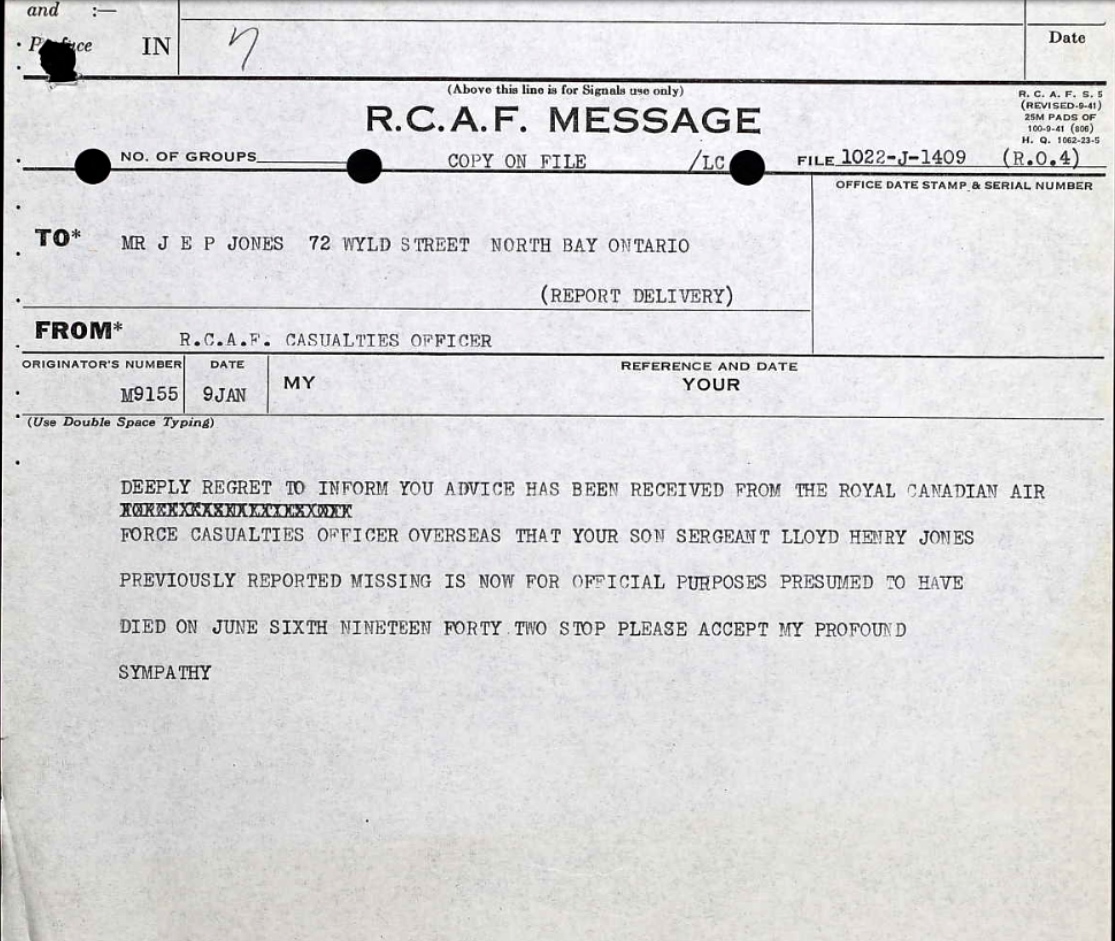 and :—
Preface IN
Date
(Above this line is for Signals use only)
R.C.A.F. MESSAGE
R. C. A. F. S. 5
(REVISED-9-41)
25M PADS OF
100-9-41 (806)
H. Q. 1062-23-5
NO. OF GROUPS COPY ON FILE /LC FILE 1022-J-1409 (R.O.4)
OFFICE DATE STAMP & SERIAL NUMBER
TO* MR J E P JONES 72 WYLD STREET NORTH BAY ONTARIO
(REPORT DELIVERY)
FROM* R.C.A.F. CASUALTIES OFFICER
ORIGINATOR'S NUMBER DATE REFERENCE AND DATE
M9155 9JAN MY YOUR
(Use Double Space Typing)
DEEPLY REGRET TO INFORM YOU ADVICE HAS BEEN RECEIVED FROM THE ROYAL CANADIAN AIR
FORCE CASUALTIES OFFICER OVERSEAS THAT YOUR SON SERGEANT LLOYD HENRY JONES
PREVIOUSLY REPORTED MISSING IS NOW FOR OFFICIAL PURPOSES PRESUMED TO HAVE
DIED ON JUNE SIXTH NINETEEN FORTY TWO STOP PLEASE ACCEPT MY PROFOUND
SYMPATHY